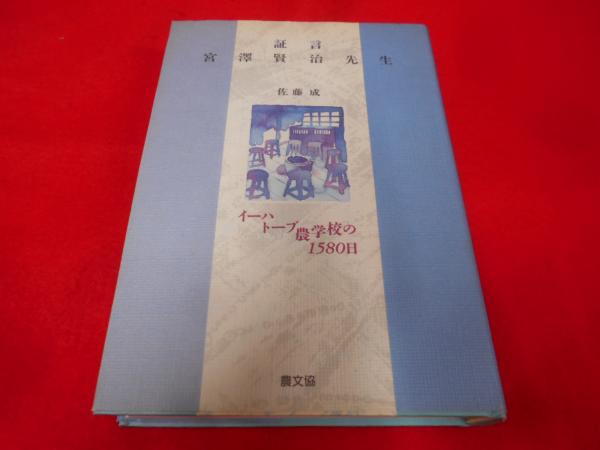 証言
宮澤賢治先生
佐藤成
イーハ
トーブ農学校の
1580日
農文協